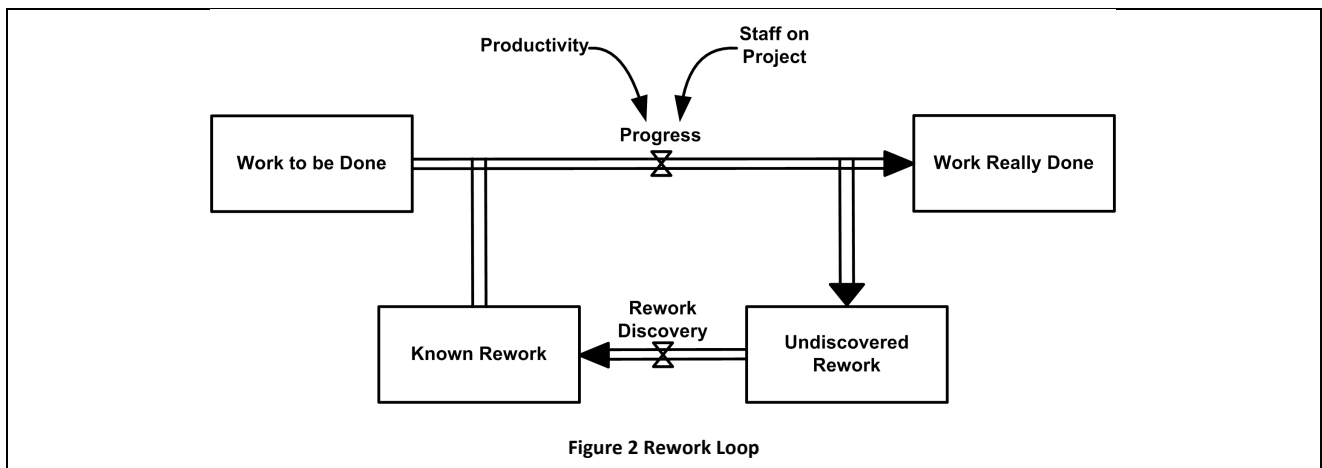 Productivity
Staff on
Project
Progress
Work to be Done
Work Really Done
Rework
Discovery
Known Rework
Undiscovered
Rework
Figure 2 Rework Loop